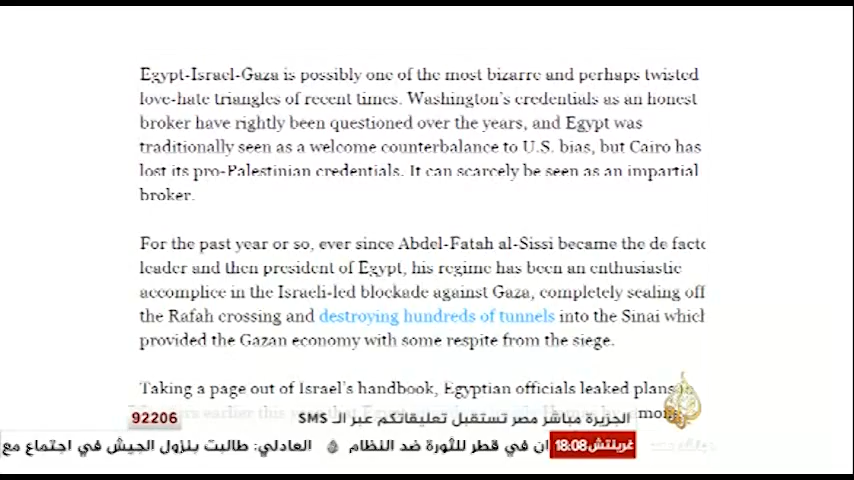 Egypt-Israel-Gaza is possibly one of the most bizarre and perhaps twisted
love-hate triangles of recent times. Washington's credentials as an honest
broker have rightly been questioned over the years, and Egypt was
traditionally seen as a welcome counterbalance to U.S. bias, but Cairo has
lost its pro-Palestinian credentials. It can scarcely be seen as an impartial
broker.
For the past year or so, ever since Abdel-Fatah al-Sissi became the de facto
leader and then president of Egypt, his regime has been an enthusiastic
accomplice in the Israeli-led blockade against Gaza, completely sealing off
the Rafah crossing and destroying hundreds of tunnels into the Sinai which
provided the Gazan economy with some respite from the siege.
Taking a page out of Israel's handbook, Egyptian officials leaked plans
earlier this
الجزيرة مباشر مصر تستقبل تعليقاتكم عبر الـ SMS 92206
غرينتش 18:08 ان في قطر للثورة ضد النظام العادلي: طالبت بنزول الجيش في اجتماع مع